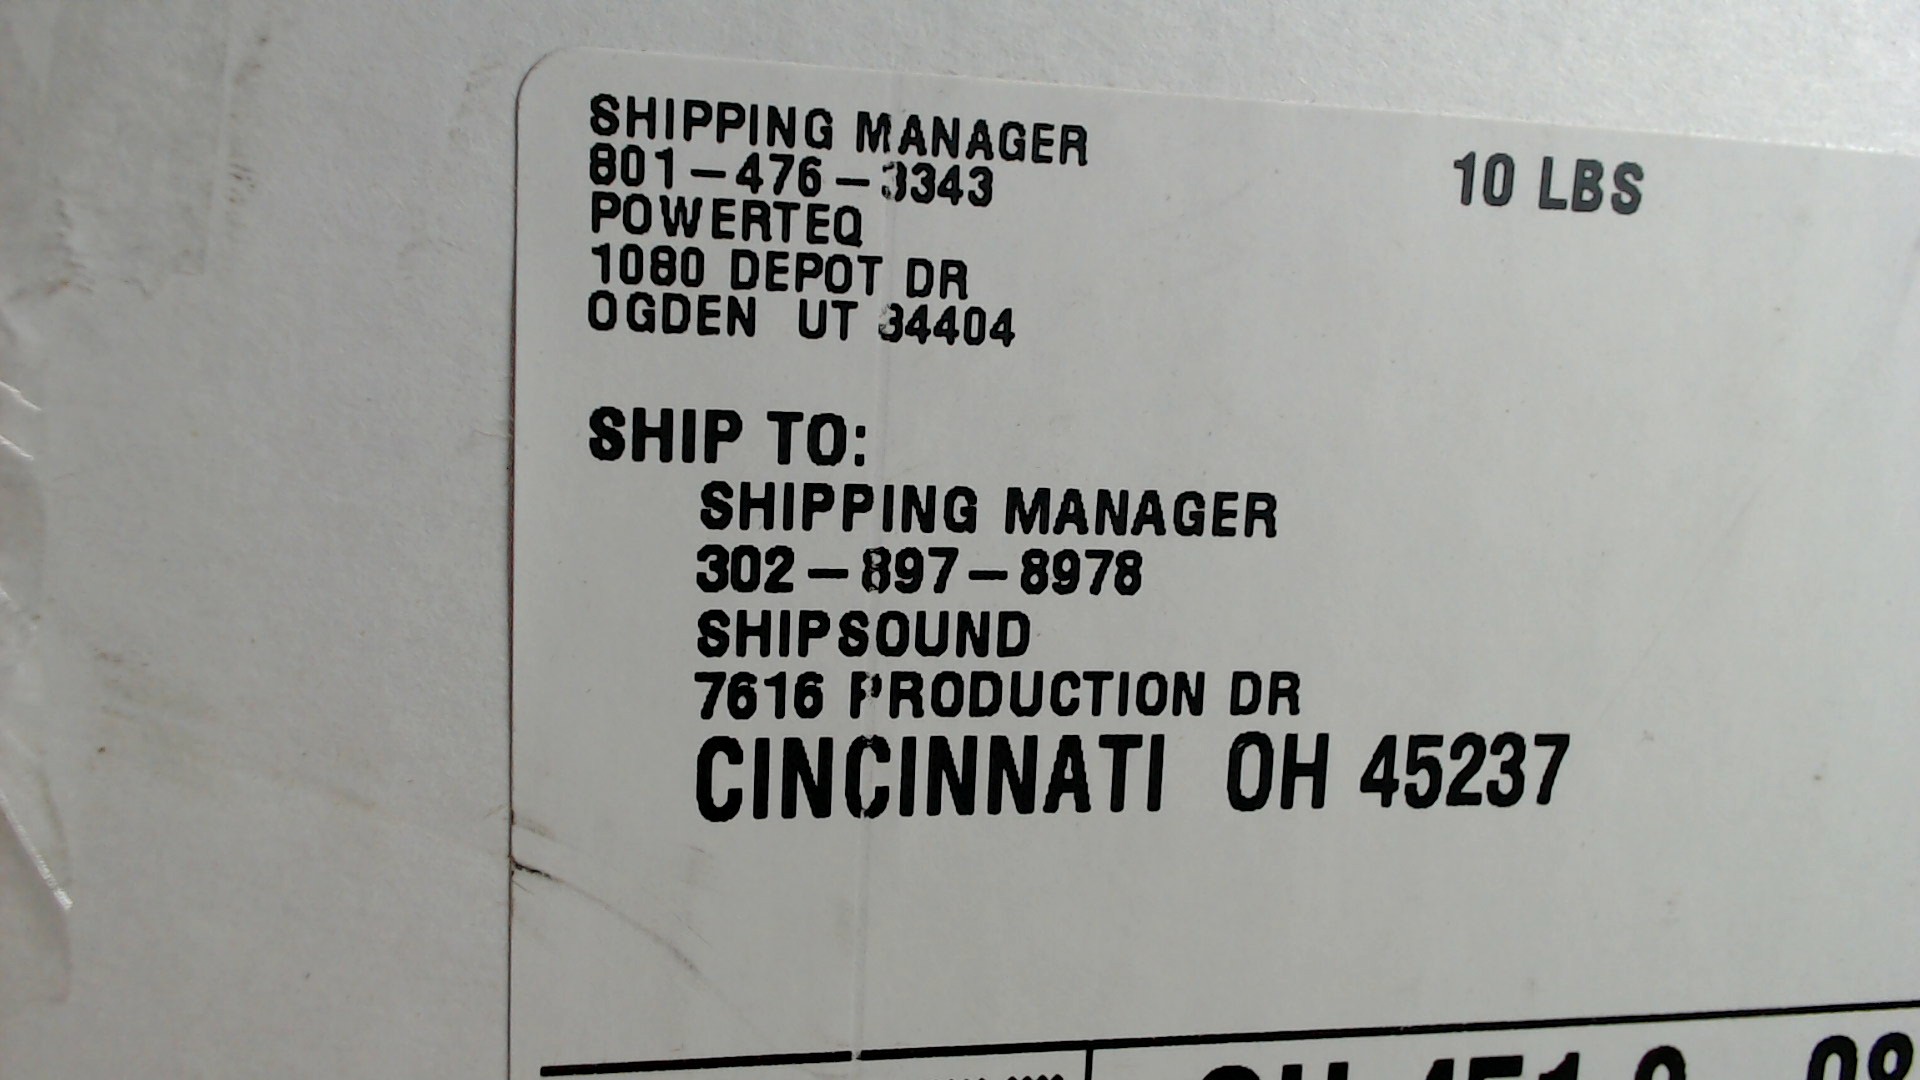 SHIPPING MANAGER
801-476-3343
POWERTEQ
1080 DEPOT DR
OGDEN UT 84404
10 LBS
SHIP TO:
SHIPPING MANAGER
302-897-8978
SHIPSOUND
7616 PRODUCTION DR
CINCINNATI OH 45237